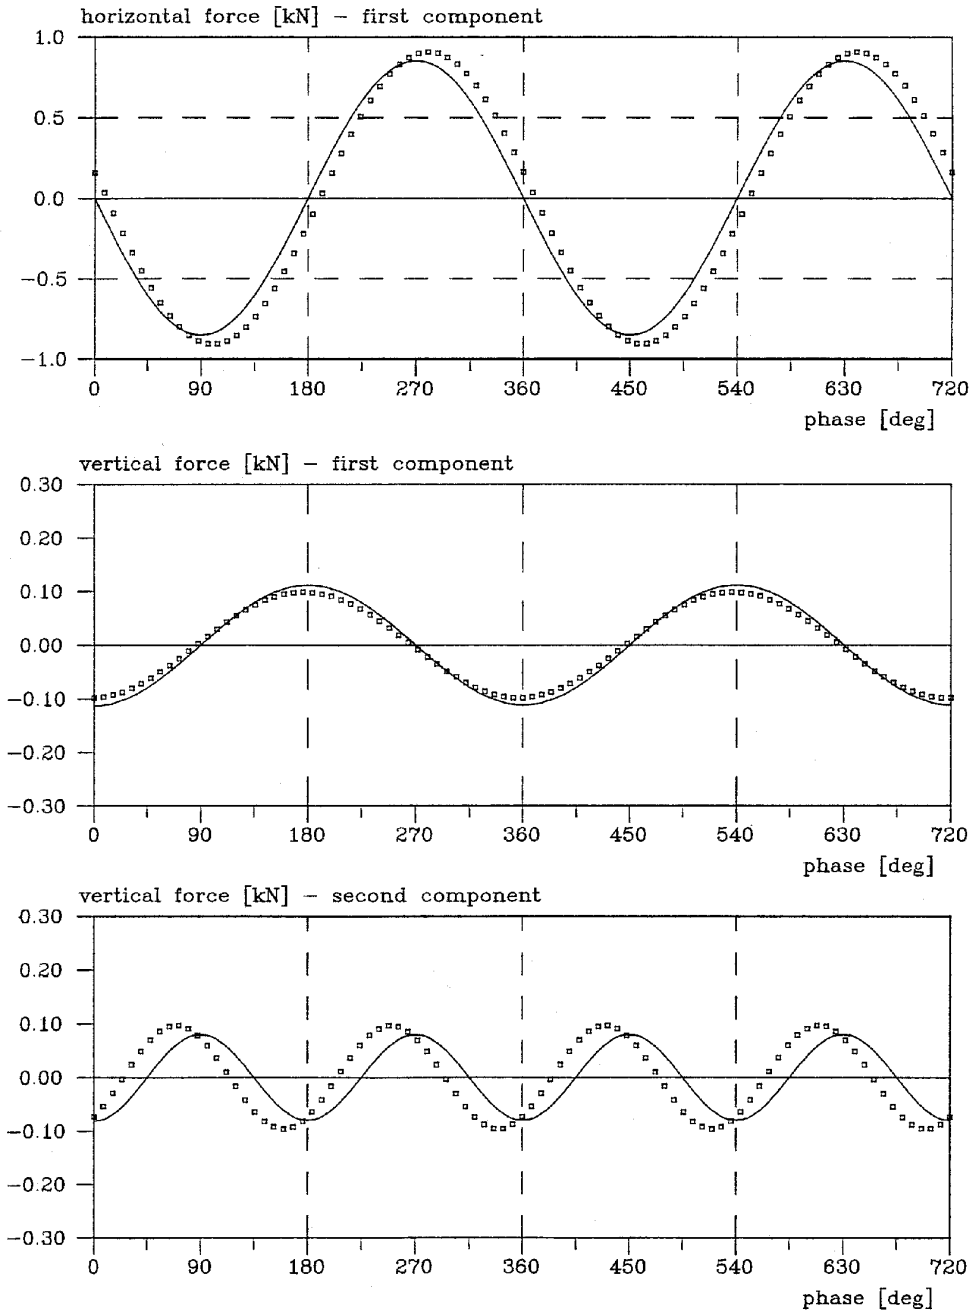 horizontal force [kN] – first component
1.0
0.5
0.0
−0.5
−1.0
0 90 180 270 360 450 540 630 720
phase [deg]
vertical force [kN] – first component
0.30
0.20
0.10
0.00
−0.10
−0.20
−0.30
0 90 180 270 360 450 540 630 720
phase [deg]
vertical force [kN] – second component
0.30
0.20
0.10
0.00
−0.10
−0.20
−0.30
0 90 180 270 360 450 540 630 720
phase [deg]